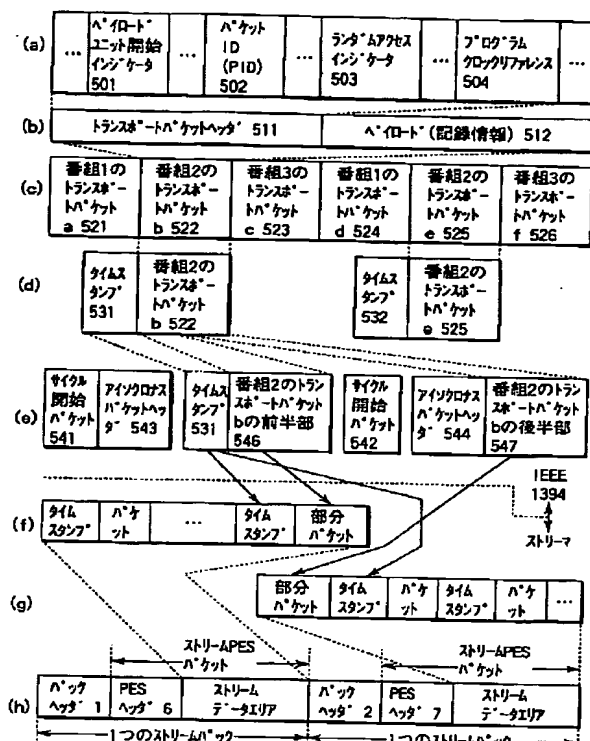 (a)
…
ペイロード
ユニット開始
インジケータ
501
…
パケット
ID
(PID)
502
…
ランダムアクセス
インジケータ
503
…
プログラム
クロックリファレンス
504
…
(b)
トランスポートパケットヘッダ 511
ペイロード(記録情報) 512
(c)
番組1の
トランスポー
トパケット
a 521
番組2の
トランスポー
トパケット
b 522
番組3の
トランスポー
トパケット
c 523
番組1の
トランスポー
トパケット
d 524
番組2の
トランスポー
トパケット
e 525
番組3の
トランスポー
トパケット
f 526
(d)
タイムス
タンプ
531
番組2の
トランスポー
トパケット
b 522
タイムス
タンプ
532
番組2の
トランスポー
トパケット
e 525
(e)
サイクル
開始
パケット
541
アイソクロナス
パケットヘッ
ダ 543
タイムス
タンプ
531
番組2のトラン
スポートパケット
bの前半部
546
サイクル
開始
パケット
542
アイソクロナス
パケットヘッ
ダ 544
番組2のトラン
スポートパケット
bの後半部
547
IEEE
1394
ストリーマ
(f)
タイム
スタンプ
パケ
ット
…
タイム
スタンプ
部分
パケット
(g)
部分
パケット
タイム
スタンプ
パケ
ット
タイム
スタンプ
パケ
ット
…
ストリームPES
パケット
ストリームPES
パケット
(h)
パック
ヘッダ 1
PES
ヘッダ 6
ストリーム
データエリア
パック
ヘッダ 2
PES
ヘッダ 7
ストリーム
データエリア
1つのストリームパック
1つのストリームパック